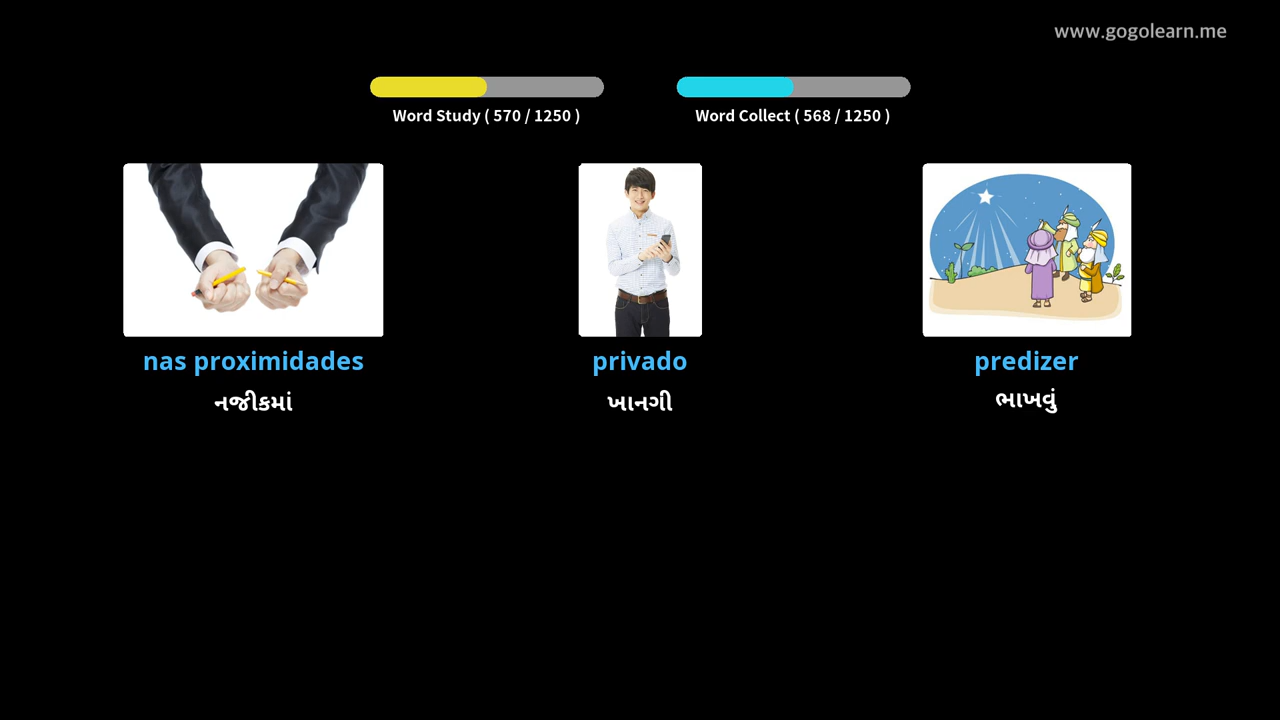 www.gogolearn.me
Word Study ( 570 / 1250 )
Word Collect ( 568 / 1250 )
nas proximidades
privado
predizer
નજીકમાં
ખાનગી
ભાખવું